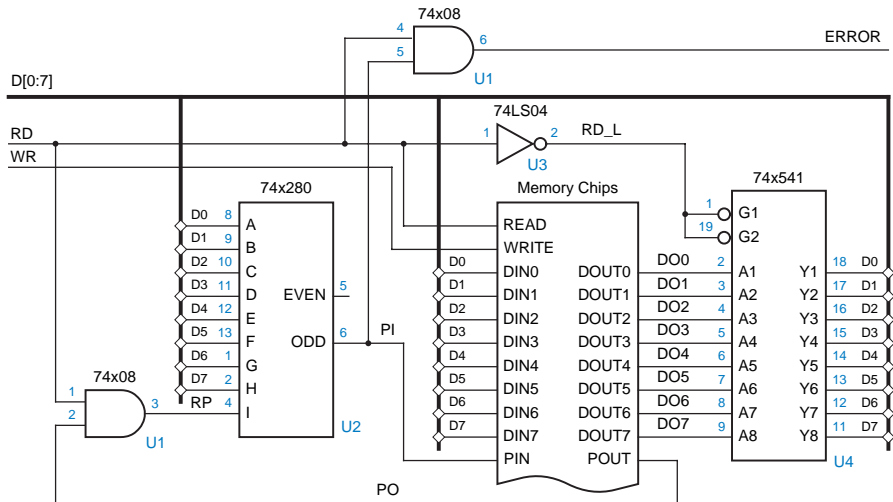 74x08
4
5
6
ERROR
U1
D[0:7]
74LS04
RD
1
2
RD_L
WR
U3
74x280
Memory Chips
74x541
1
G1
19
G2
READ
WRITE
D0 8 A
D1 9 B
D2 10 C
D3 11 D
D4 12 E
D5 13 F
D6 1 G
D7 2 H
RP 4 I
EVEN 5
ODD 6
PI
U2
74x08
1
2
3
U1
D0 DIN0 DOUT0 DO0 2 A1 Y1 18 D0
D1 DIN1 DOUT1 DO1 3 A2 Y2 17 D1
D2 DIN2 DOUT2 DO2 4 A3 Y3 16 D2
D3 DIN3 DOUT3 DO3 5 A4 Y4 15 D3
D4 DIN4 DOUT4 DO4 6 A5 Y5 14 D4
D5 DIN5 DOUT5 DO5 7 A6 Y6 13 D5
D6 DIN6 DOUT6 DO6 8 A7 Y7 12 D6
D7 DIN7 DOUT7 DO7 9 A8 Y8 11 D7
PIN POUT
U4
PO